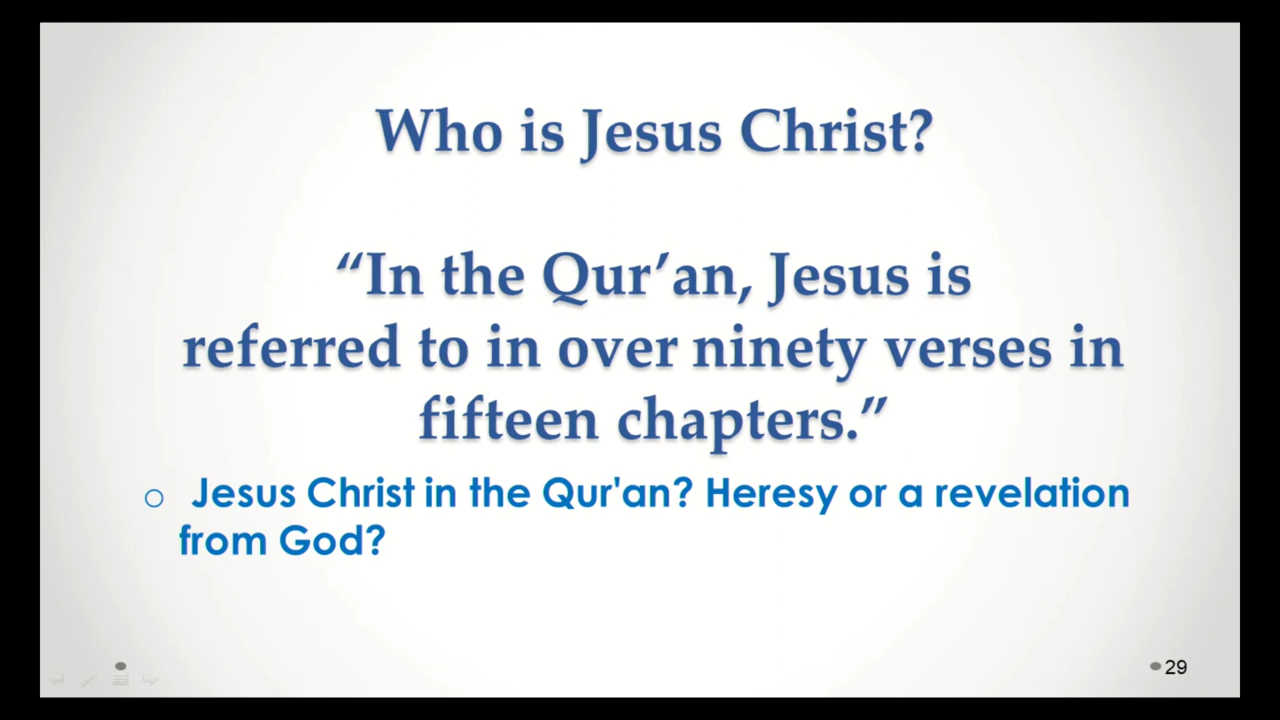 Who is Jesus Christ?
“In the Qur’an, Jesus is
referred to in over ninety verses in
fifteen chapters.”
Jesus Christ in the Qur'an? Heresy or a revelation
from God?
29